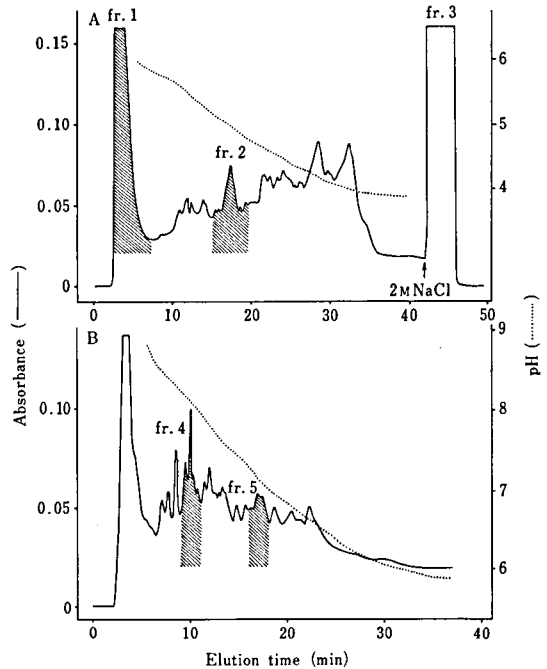 A
fr. 1
fr. 3
0.15
6
0.10
fr. 2
4
0.05
0
2M NaCl
0 10 20 30 40 50
B
9
0.10
8
fr. 4
fr. 5
7
0.05
6
0
0 10 20 30 40
Elution time (min)
Absorbance (——)
pH (······)